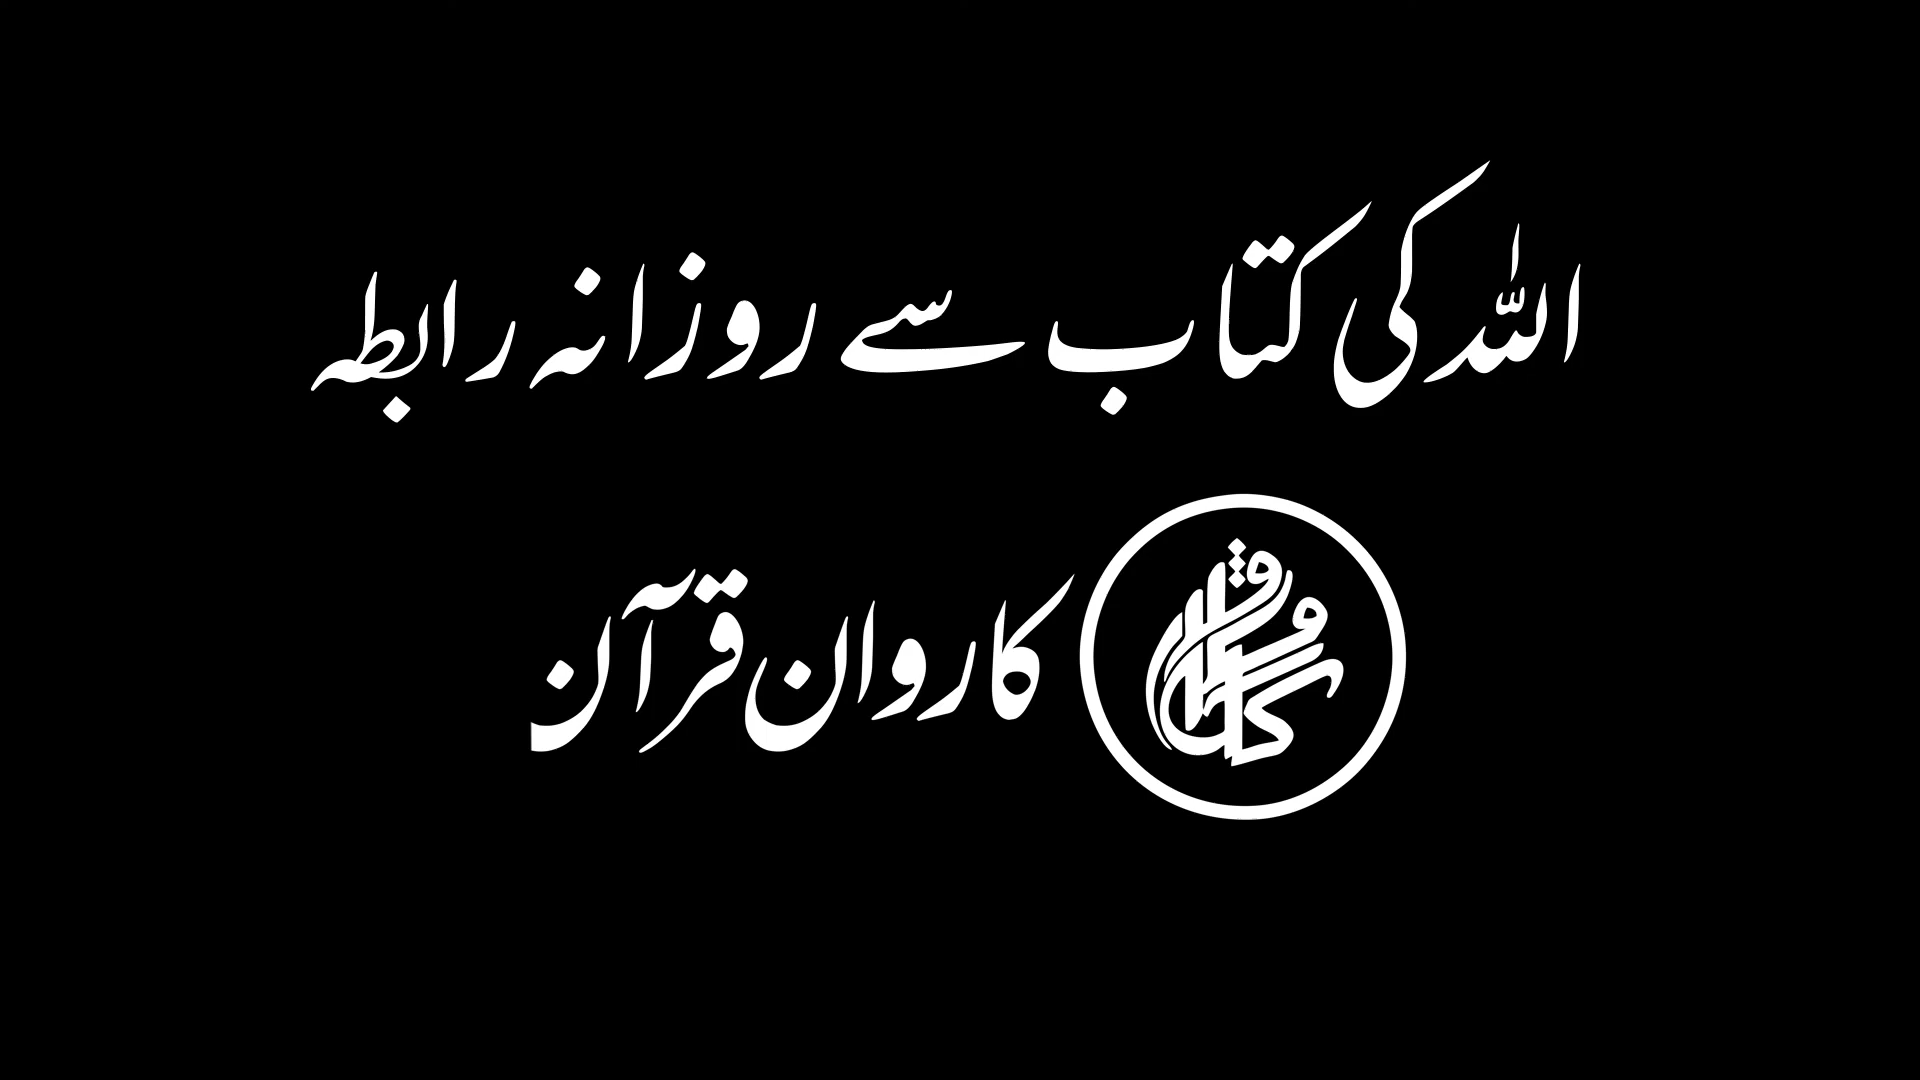 اللہ کی کتاب سے روزانہ رابطہ
کاروان قرآن